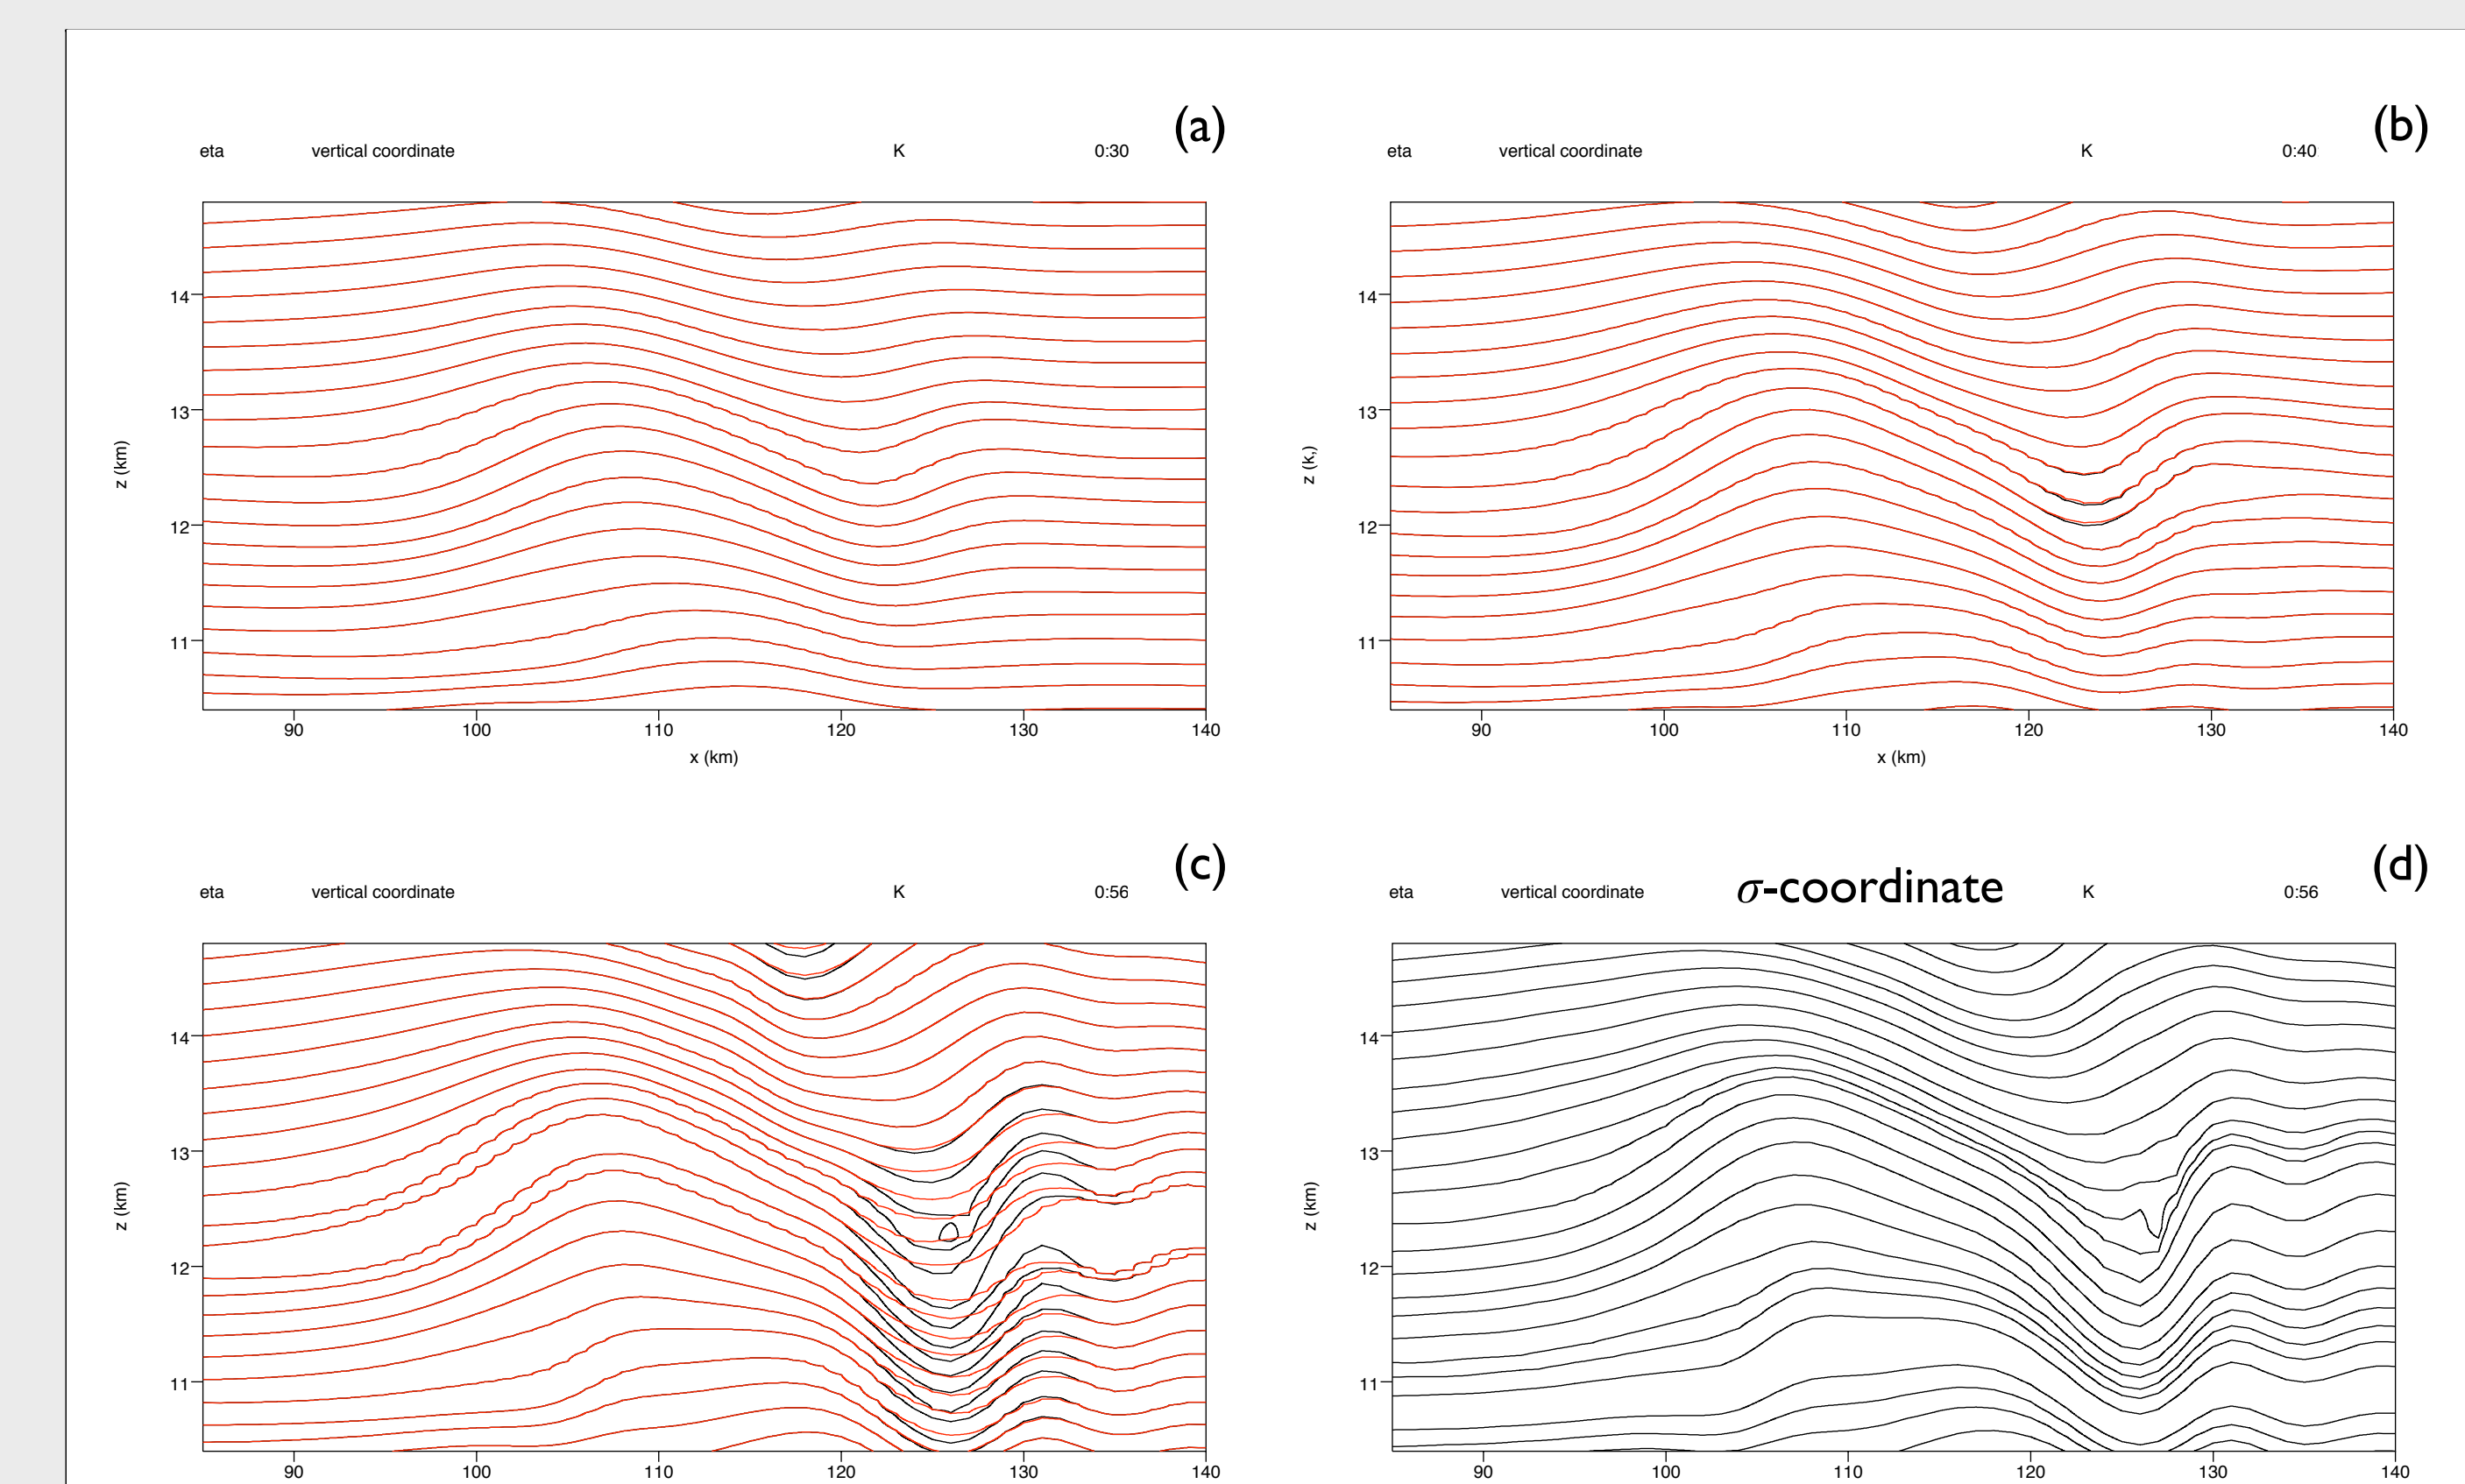 (a)
eta vertical coordinate K 0:30
14
13
12
11
z (km)
90 100 110 120 130 140
x (km)
(b)
eta vertical coordinate K 0:40
14
13
12
11
z (k,)
90 100 110 120 130 140
x (km)
(c)
eta vertical coordinate K 0:56
14
13
12
11
z (km)
90 100 110 120 130 140
(d)
eta vertical coordinate σ-coordinate K 0:56
14
13
12
11
z (km)
90 100 110 120 130 140